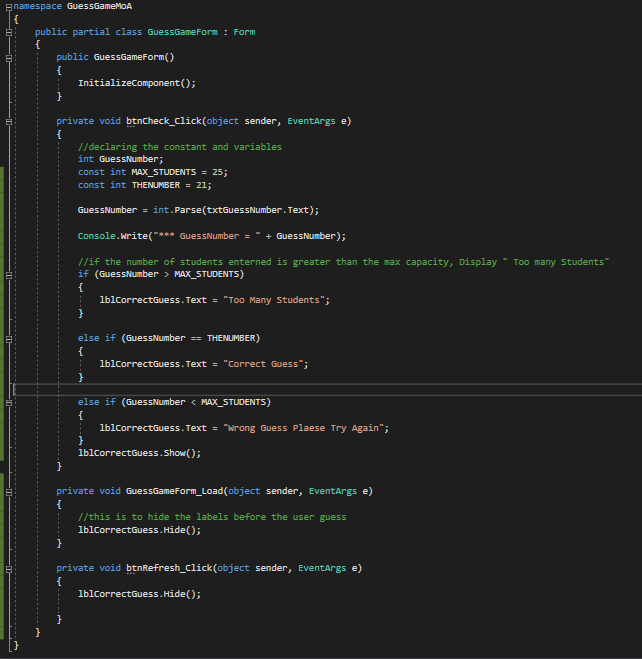 namespace GuessGameMoA
{
public partial class GuessGameForm : Form
{
public GuessGameForm()
{
InitializeComponent();
}
private void btnCheck_Click(object sender, EventArgs e)
{
//declaring the constant and variables
int GuessNumber;
const int MAX_STUDENTS = 25;
const int THENUMBER = 21;
GuessNumber = int.Parse(txtGuessNumber.Text);
Console.Write("*** GuessNumber = " + GuessNumber);
//if the number of students enterned is greater than the max capacity, Display " Too many Students"
if (GuessNumber > MAX_STUDENTS)
{
lblCorrectGuess.Text = "Too Many Students";
}
else if (GuessNumber == THENUMBER)
{
lblCorrectGuess.Text = "Correct Guess";
}
else if (GuessNumber < MAX_STUDENTS)
{
lblCorrectGuess.Text = "Wrong Guess Plaese Try Again";
}
lblCorrectGuess.Show();
}
private void GuessGameForm_Load(object sender, EventArgs e)
{
//this is to hide the labels before the user guess
lblCorrectGuess.Hide();
}
private void btnRefresh_Click(object sender, EventArgs e)
{
lblCorrectGuess.Hide();
}
}
}